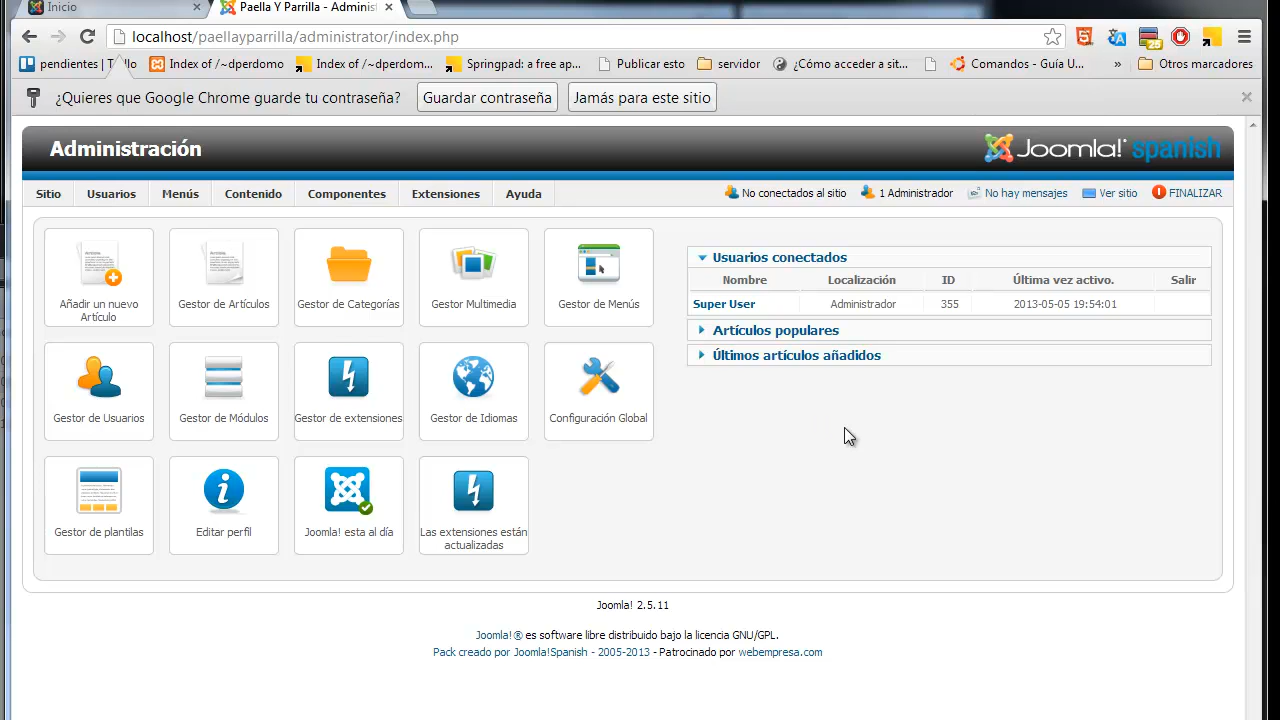 Inicio
Paella Y Parrilla - Adminis
localhost/paellayparrilla/administrator/index.php
25
pendientes | T llo
Index of /~dperdomo
Index of /~dperdom...
Springpad: a free ap...
Publicar esto
servidor
¿Cómo acceder a sit...
Comandos - Guía U...
»
Otros marcadores
¿Quieres que Google Chrome guarde tu contraseña?
Guardar contraseña
Jamás para este sitio
Administración
Joomla! spanish
Sitio
Usuarios
Menús
Contenido
Componentes
Extensiones
Ayuda
No conectados al sitio
1 Administrador
No hay mensajes
Ver sitio
FINALIZAR
Añadir un nuevo
Artículo
Gestor de Artículos
Gestor de Categorías
Gestor Multimedia
Gestor de Menús
Gestor de Usuarios
Gestor de Módulos
Gestor de extensiones
Gestor de Idiomas
Configuración Global
Gestor de plantilas
Editar perfil
Joomla! esta al día
Las extensiones están
actualizadas
Usuarios conectados
Nombre Localización ID Última vez activo. Salir
Super User Administrador 355 2013-05-05 19:54:01
Artículos populares
Últimos artículos añadidos
Joomla! 2.5.11
Joomla!® es software libre distribuido bajo la licencia GNU/GPL.
Pack creado por Joomla!Spanish - 2005-2013 - Patrocinado por webempresa.com